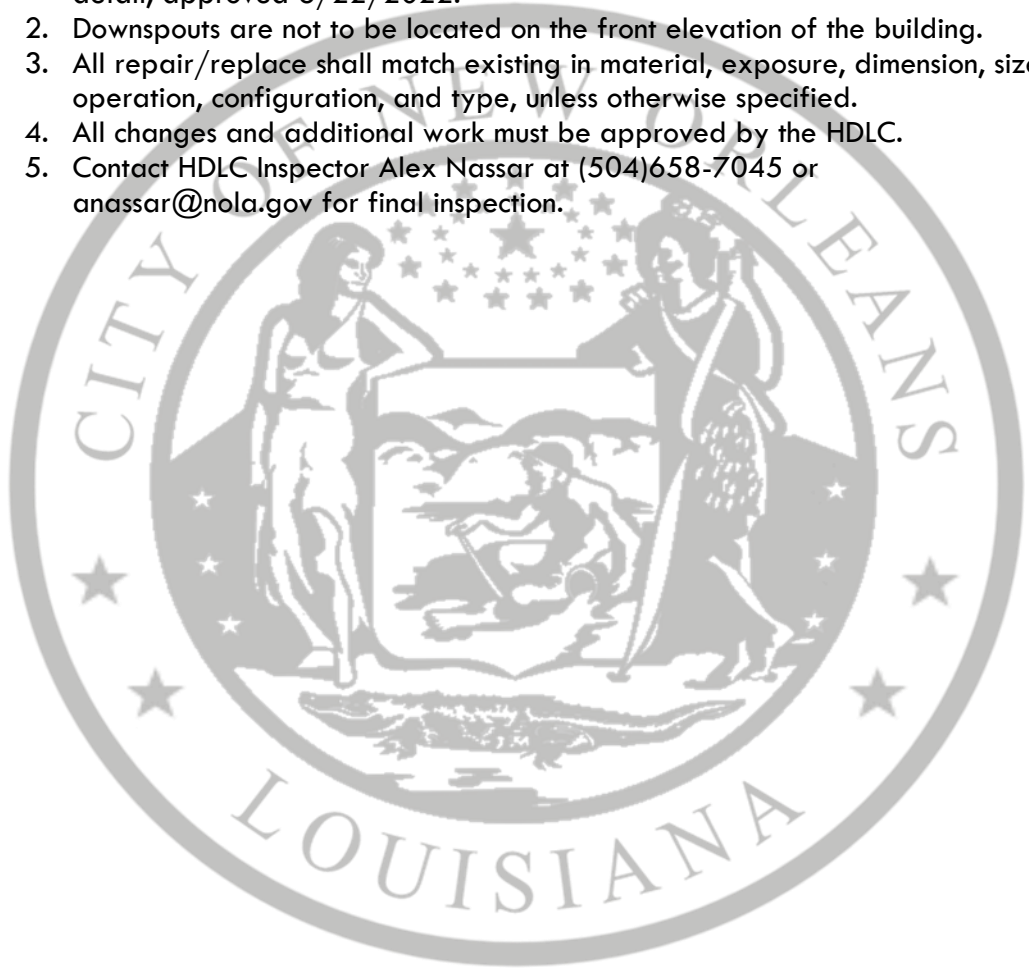 2. Downspouts are not to be located on the front elevation of the building.
3. All repair/replace shall match existing in material, exposure, dimension,
operation, configuration, and type, unless otherwise specified.
4. All changes and additional work must be approved by the HDLC.
5. Contact HDLC Inspector Alex Nassar at (504)658-7045 or
anassar@nola.gov for final inspection.
CITY OF NEW ORLEANS
LOUISIANA